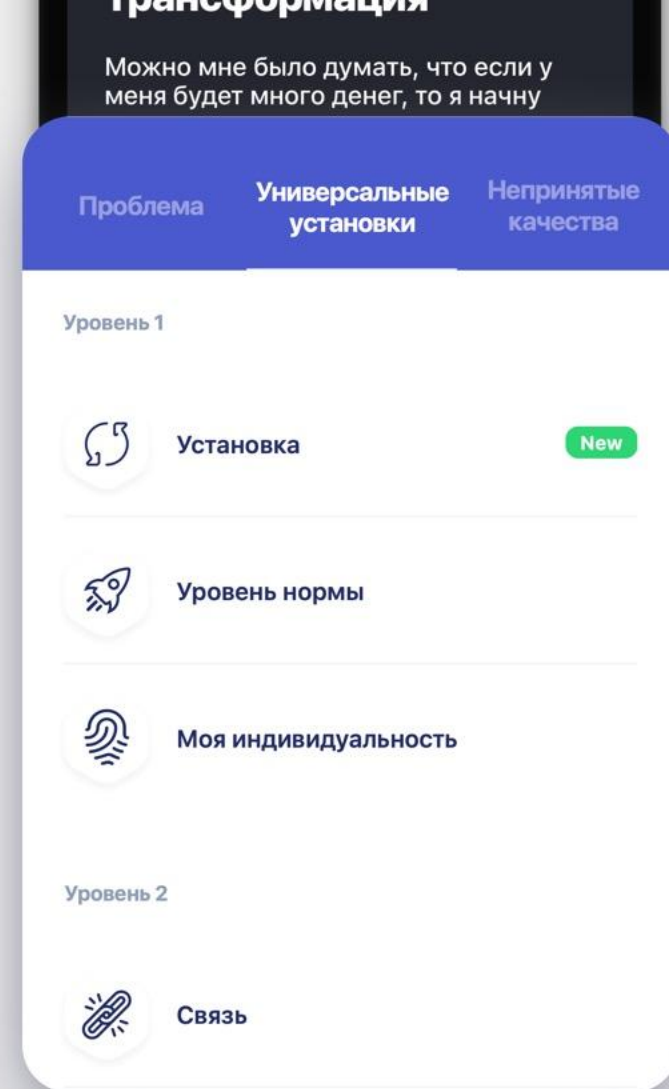 трансформация
Можно мне было думать, что если у
меня будет много денег, то я начну
Проблема
Универсальные
установки
Непринятые
качества
Уровень 1
Установка
New
Уровень нормы
Моя индивидуальность
Уровень 2
Связь